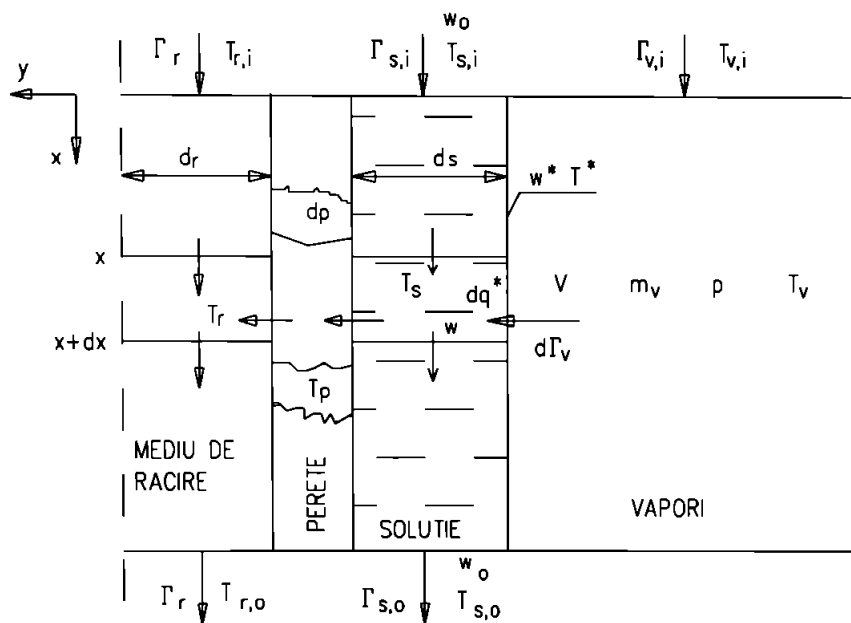 w₀
Γr Tr,i Γs,i Ts,i Γv,i Tv,i
y
x
dr ds w* T*
dp
x
Ts dq* V mv p Tv
Tr w
x+dx dΓv
Tp
MEDIU DE
RACIRE
PERETE
SOLUTIE VAPORI
w₀
Γr Tr,o Γs,o Ts,o